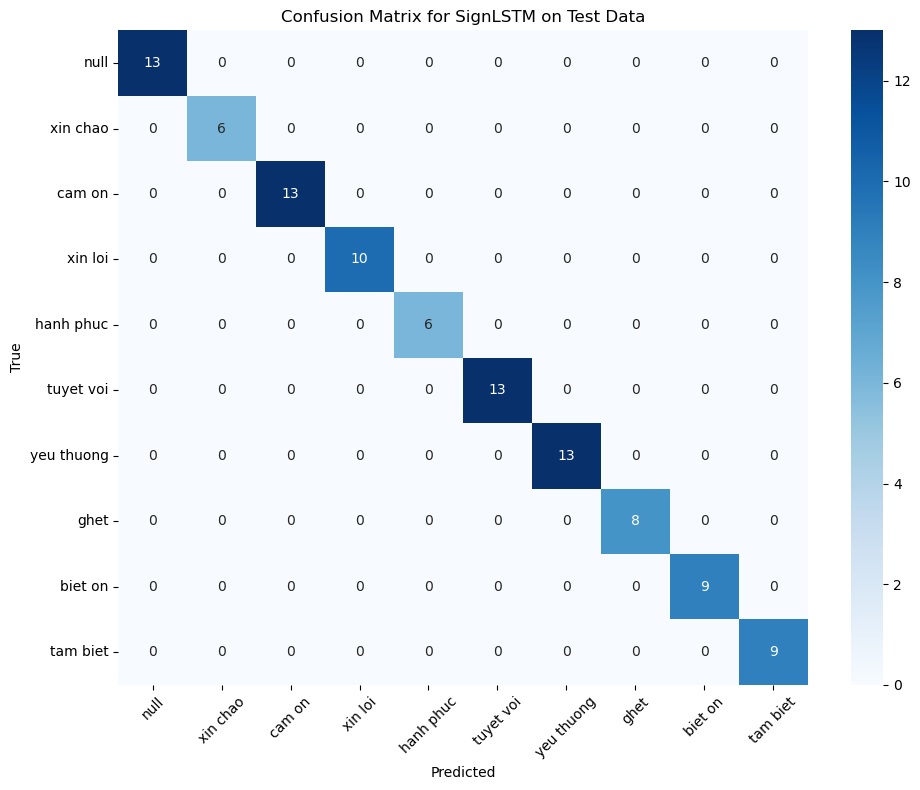 Confusion Matrix for SignLSTM on Test Data
null 13 0 0 0 0 0 0 0 0 0
xin chao 0 6 0 0 0 0 0 0 0 0
cam on 0 0 13 0 0 0 0 0 0 0
xin loi 0 0 0 10 0 0 0 0 0 0
hanh phuc 0 0 0 0 6 0 0 0 0 0
tuyet voi 0 0 0 0 0 13 0 0 0 0
yeu thuong 0 0 0 0 0 0 13 0 0 0
ghet 0 0 0 0 0 0 0 8 0 0
biet on 0 0 0 0 0 0 0 0 9 0
tam biet 0 0 0 0 0 0 0 0 0 9
True
null xin chao cam on xin loi hanh phuc tuyet voi yeu thuong ghet biet on tam biet
Predicted
12
10
8
6
4
2
0